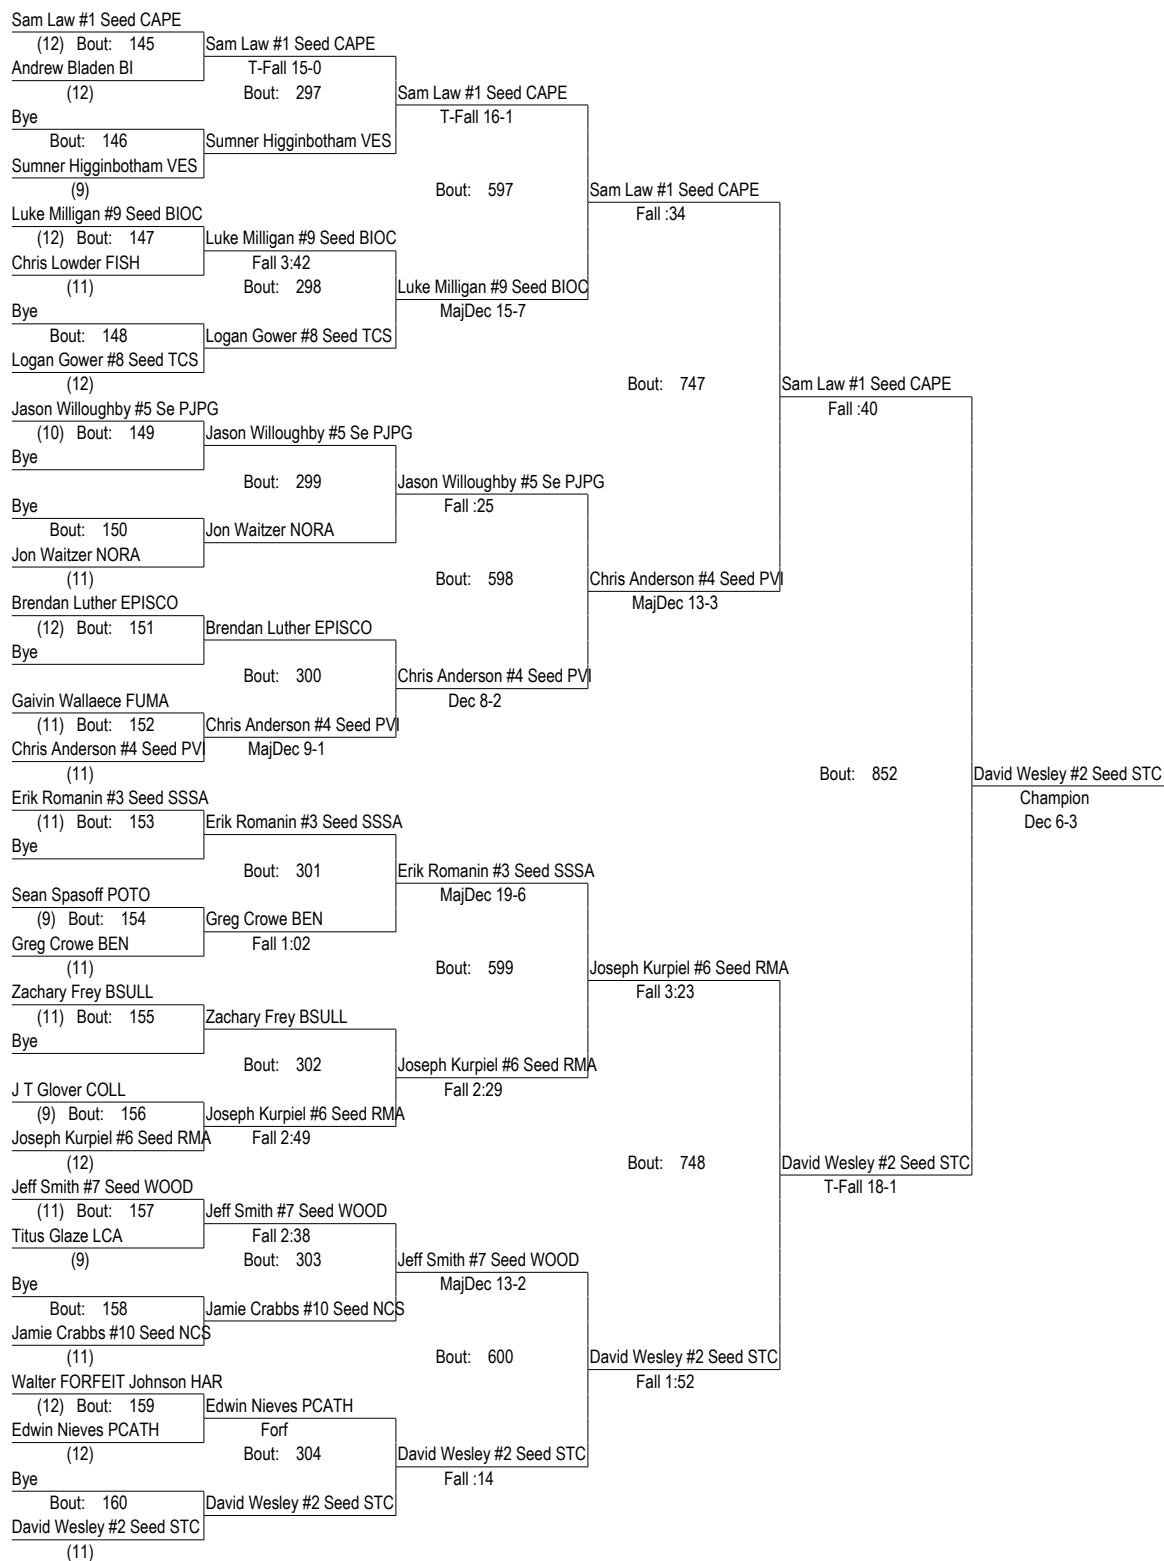 Sam Law #1 Seed CAPE
(12) Bout: 145 Sam Law #1 Seed CAPE
Andrew Bladen BI T-Fall 15-0
(12) Bout: 297 Sam Law #1 Seed CAPE
Bye T-Fall 16-1
Bout: 146 Sumner Higginbotham VES
Sumner Higginbotham VES
(9) Bout: 597 Sam Law #1 Seed CAPE
Luke Milligan #9 Seed BIOC Fall :34
(12) Bout: 147 Luke Milligan #9 Seed BIOC
Chris Lowder FISH Fall 3:42
(11) Bout: 298 Luke Milligan #9 Seed BIOC
Bye MajDec 15-7
Bout: 148 Logan Gower #8 Seed TCS
Logan Gower #8 Seed TCS
(12) Bout: 747 Sam Law #1 Seed CAPE
Jason Willoughby #5 Se PJPG Fall :40
(10) Bout: 149 Jason Willoughby #5 Se PJPG
Bye
Bout: 299 Jason Willoughby #5 Se PJPG
Bye Fall :25
Bout: 150 Jon Waitzer NORA
Jon Waitzer NORA
(11) Bout: 598 Chris Anderson #4 Seed PVI
Brendan Luther EPISCO MajDec 13-3
(12) Bout: 151 Brendan Luther EPISCO
Bye
Bout: 300 Chris Anderson #4 Seed PVI
Gaivin Wallaece FUMA Dec 8-2
(11) Bout: 152 Chris Anderson #4 Seed PVI
Chris Anderson #4 Seed PVI MajDec 9-1
(11) Bout: 852 David Wesley #2 Seed STC
Erik Romanin #3 Seed SSSA Champion
(11) Bout: 153 Erik Romanin #3 Seed SSSA Dec 6-3
Bye
Bout: 301 Erik Romanin #3 Seed SSSA
Sean Spasoff POTO MajDec 19-6
(9) Bout: 154 Greg Crowe BEN
Greg Crowe BEN Fall 1:02
(11) Bout: 599 Joseph Kurpiel #6 Seed RMA
Zachary Frey BSULL Fall 3:23
(11) Bout: 155 Zachary Frey BSULL
Bye
Bout: 302 Joseph Kurpiel #6 Seed RMA
J T Glover COLL Fall 2:29
(9) Bout: 156 Joseph Kurpiel #6 Seed RMA
Joseph Kurpiel #6 Seed RMA Fall 2:49
(12) Bout: 748 David Wesley #2 Seed STC
Jeff Smith #7 Seed WOOD T-Fall 18-1
(11) Bout: 157 Jeff Smith #7 Seed WOOD
Titus Glaze LCA Fall 2:38
(9) Bout: 303 Jeff Smith #7 Seed WOOD
Bye MajDec 13-2
Bout: 158 Jamie Crabbs #10 Seed NCS
Jamie Crabbs #10 Seed NCS
(11) Bout: 600 David Wesley #2 Seed STC
Walter FORFEIT Johnson HAR Fall 1:52
(12) Bout: 159 Edwin Nieves PCATH
Edwin Nieves PCATH Forf
(12) Bout: 304 David Wesley #2 Seed STC
Bye Fall :14
Bout: 160 David Wesley #2 Seed STC
David Wesley #2 Seed STC
(11)